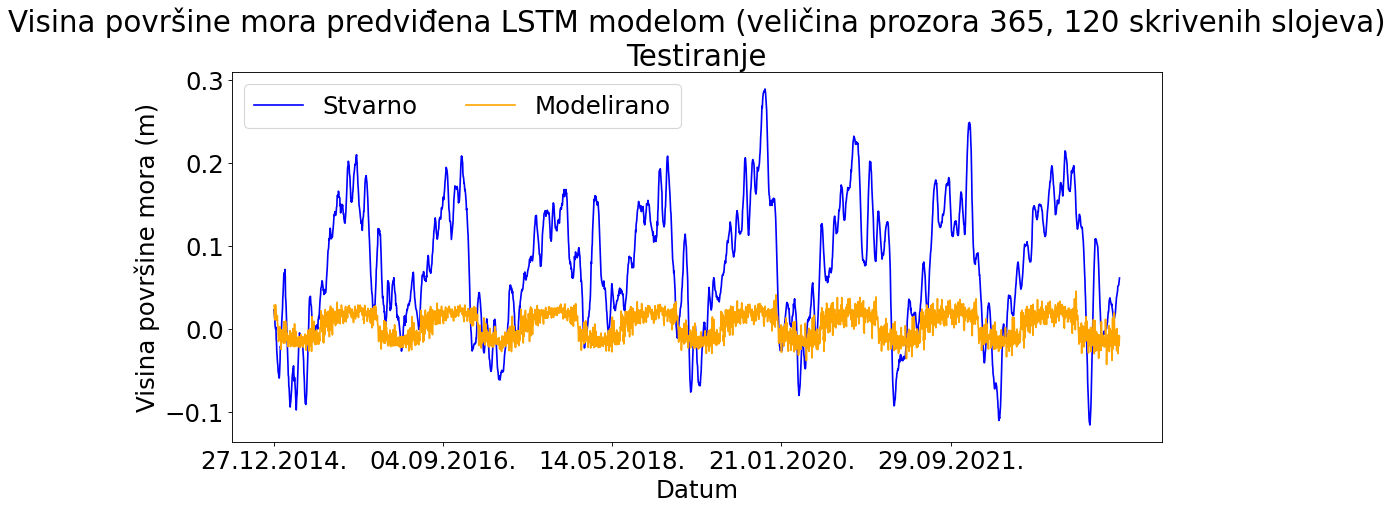 Visina površine mora predviđena LSTM modelom (veličina prozora 365, 120 skrivenih slojeva)
Testiranje
Stvarno Modelirano
Visina površine mora (m)
0.3
0.2
0.1
0.0
−0.1
27.12.2014. 04.09.2016. 14.05.2018. 21.01.2020. 29.09.2021.
Datum